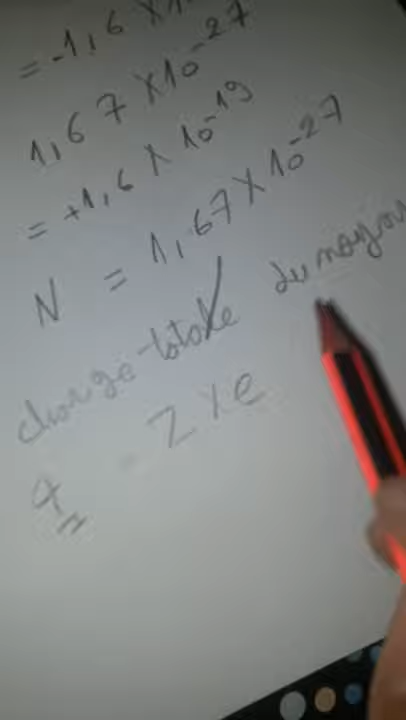 = -1,6 X 1
1,67 X 10-27
= +1,6 X 10-19
N = 1,67 X 10-27
charge totale du noyau
q = Z x e